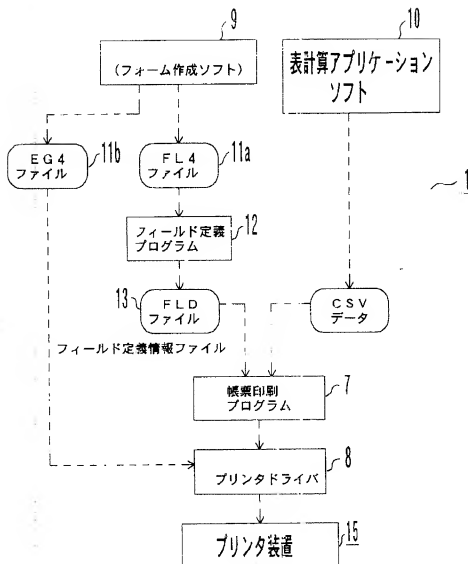 9
(フォーム作成ソフト)
10
表計算アプリケーション
ソフト
EG4
ファイル
11b
FL4
ファイル
11a
1
フィールド定義
プログラム
12
13
FLD
ファイル
CSV
データ
フィールド定義情報ファイル
帳票印刷
プログラム
7
プリンタドライバ
8
プリンタ装置
15